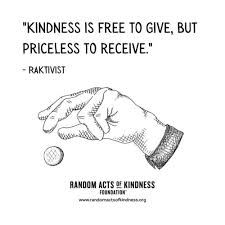 "KINDNESS IS FREE TO GIVE, BUT
PRICELESS TO RECEIVE."
- RAKTIVIST
RANDOM ACTS OF KINDNESS
FOUNDATION
www.randomactsofkindness.org